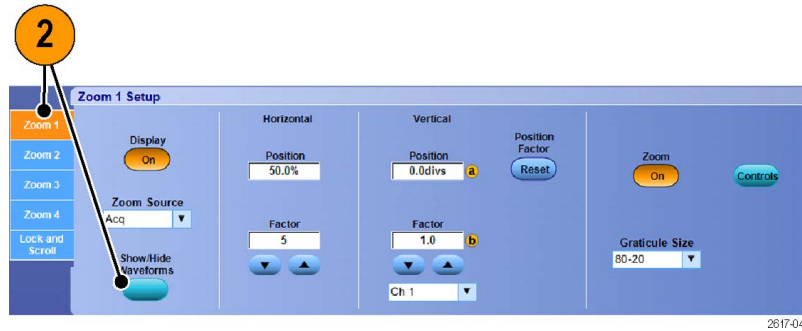 2
Zoom 1 Setup
Zoom 1
Zoom 2
Zoom 3
Zoom 4
Lock and
Scroll
Display
On
Zoom Source
Acq
Show/Hide
Waveforms
Horizontal
Position
50.0%
Factor
5
Vertical
Position
0.0divs a
Factor
1.0 b
Ch 1
Position
Factor
Reset
Zoom
On
Graticule Size
80-20
Controls
2617-04